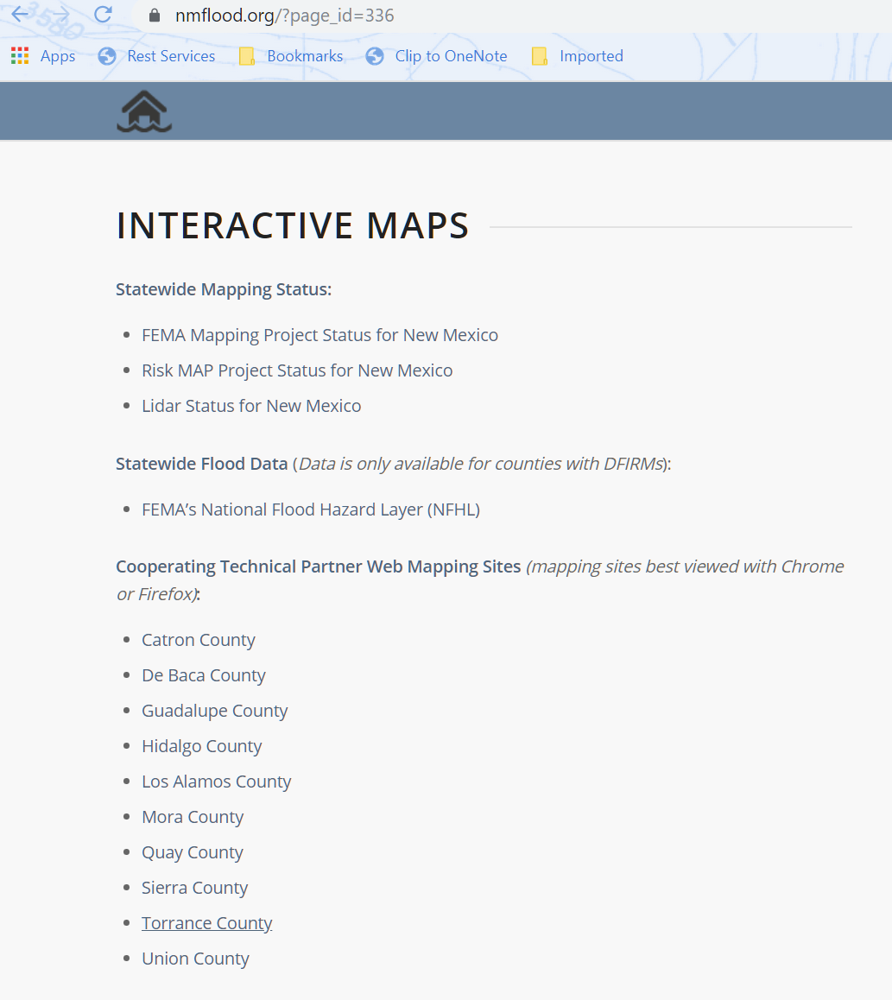 3580
nmflood.org/?page_id=336
Apps Rest Services Bookmarks Clip to OneNote Imported
INTERACTIVE MAPS
Statewide Mapping Status:
• FEMA Mapping Project Status for New Mexico
• Risk MAP Project Status for New Mexico
• Lidar Status for New Mexico
Statewide Flood Data (Data is only available for counties with DFIRMs):
• FEMA’s National Flood Hazard Layer (NFHL)
Cooperating Technical Partner Web Mapping Sites (mapping sites best viewed with Chrome
or Firefox):
• Catron County
• De Baca County
• Guadalupe County
• Hidalgo County
• Los Alamos County
• Mora County
• Quay County
• Sierra County
• Torrance County
• Union County